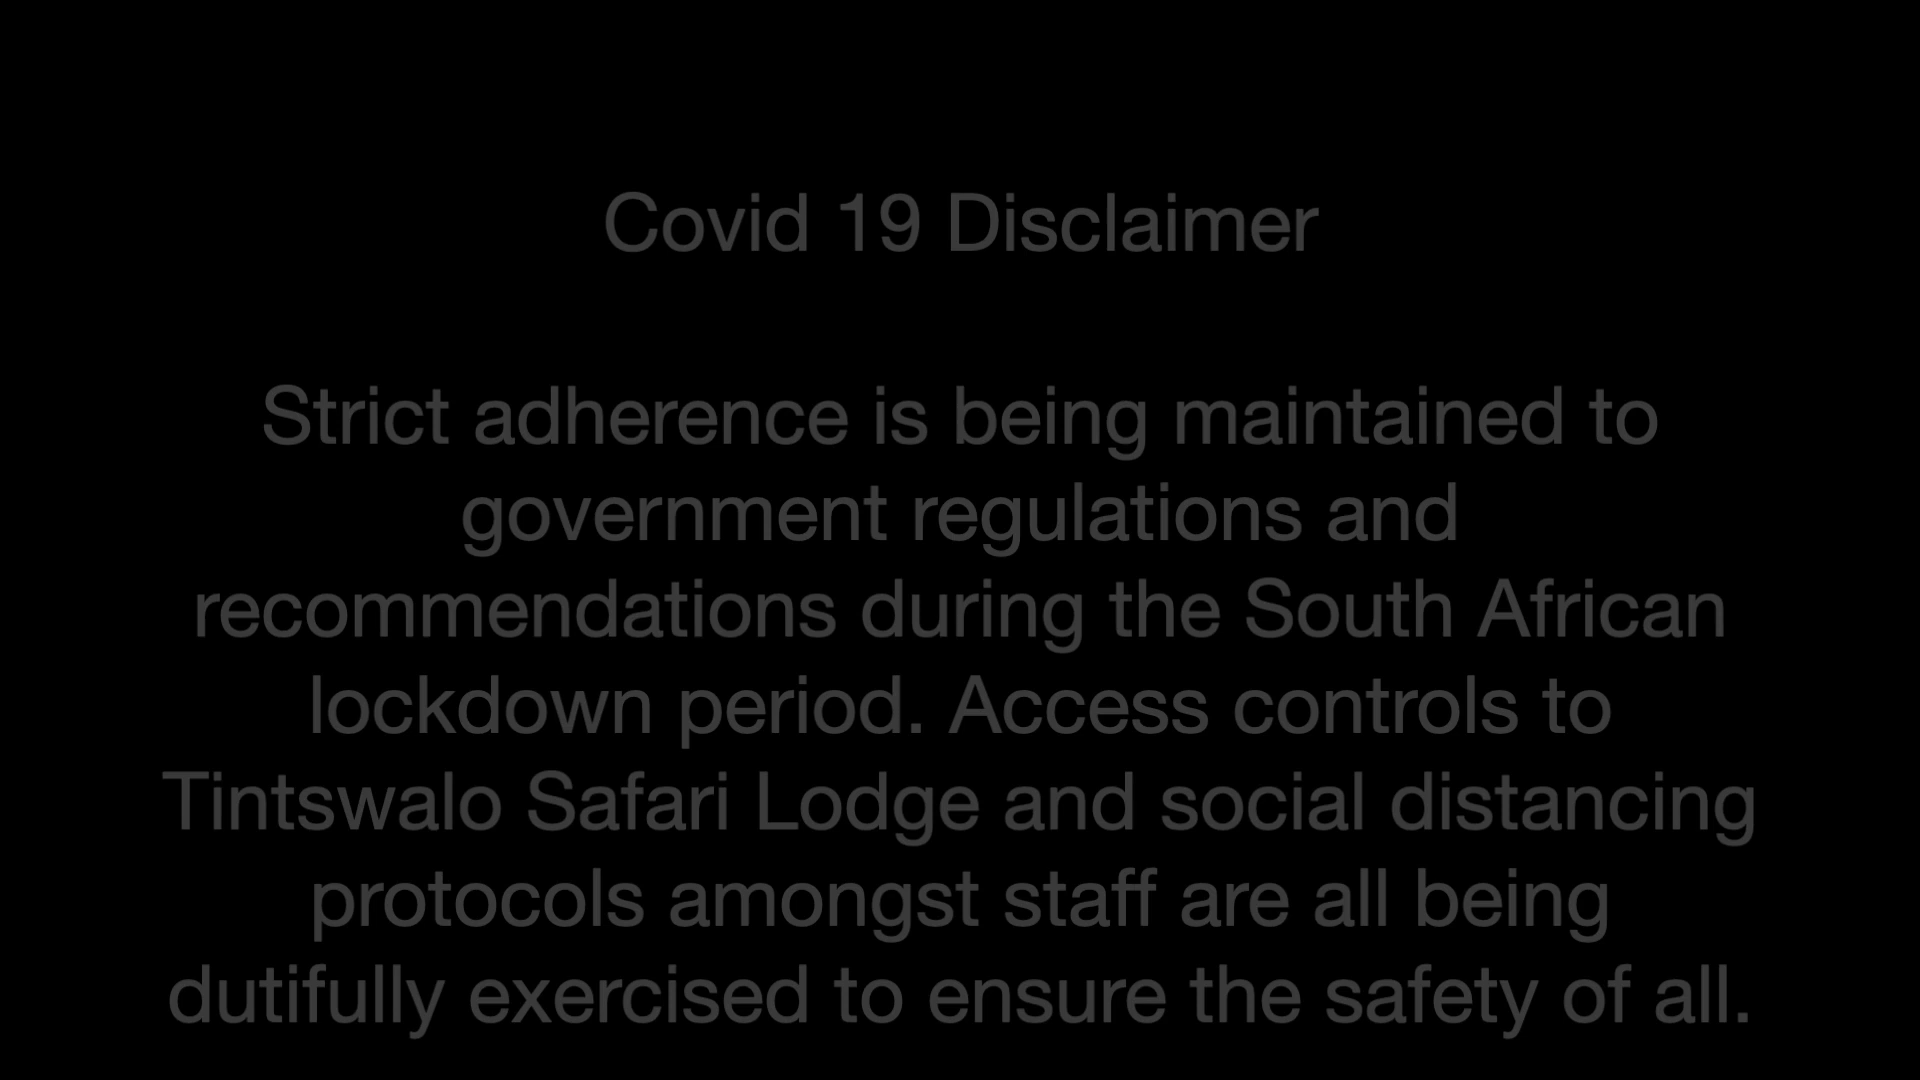 Covid 19 Disclaimer
Strict adherence is being maintained to
government regulations and
recommendations during the South African
lockdown period. Access controls to
Tintswalo Safari Lodge and social distancing
protocols amongst staff are all being
dutifully exercised to ensure the safety of all.